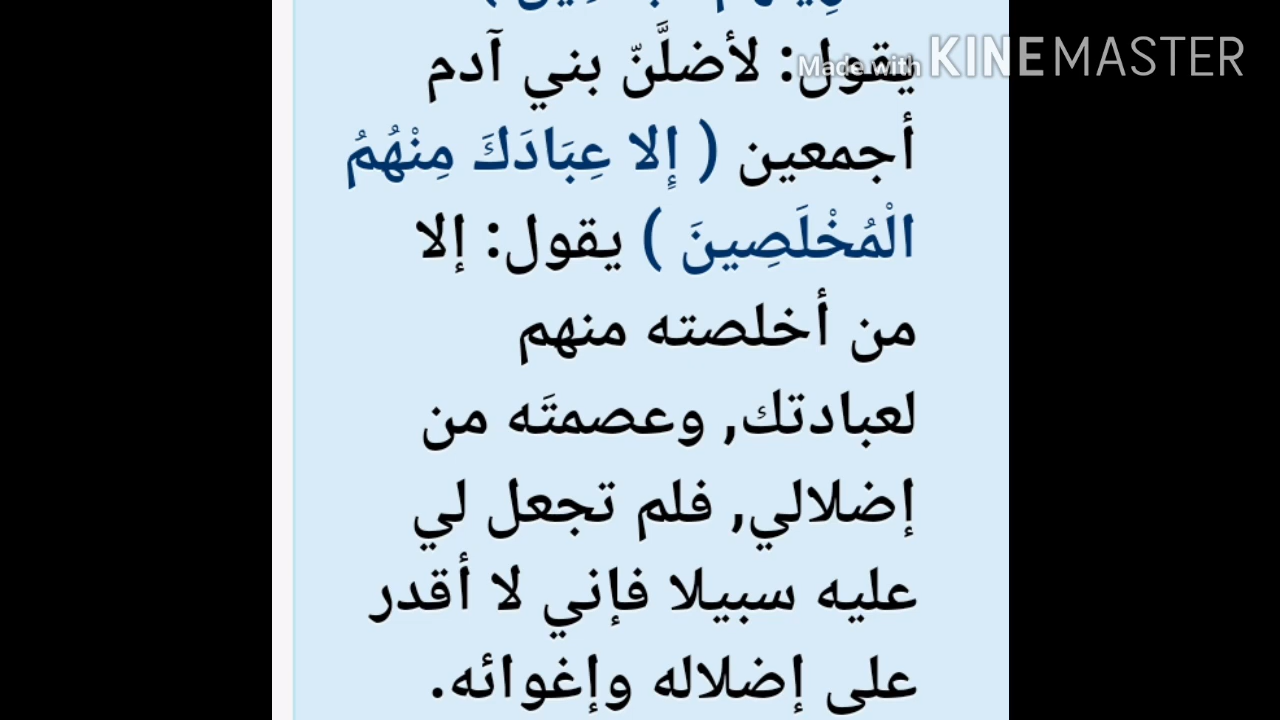 يقول: لأضلَّنّ بني آدم
أجمعين ( إِلا عِبَادَكَ مِنْهُمُ
الْمُخْلَصِينَ ) يقول: إلا
من أخلصته منهم
لعبادتك, وعصمتَه من
إضلالي, فلم تجعل لي
عليه سبيلا فإني لا أقدر
على إضلاله وإغوائه.
Made with KINEMASTER